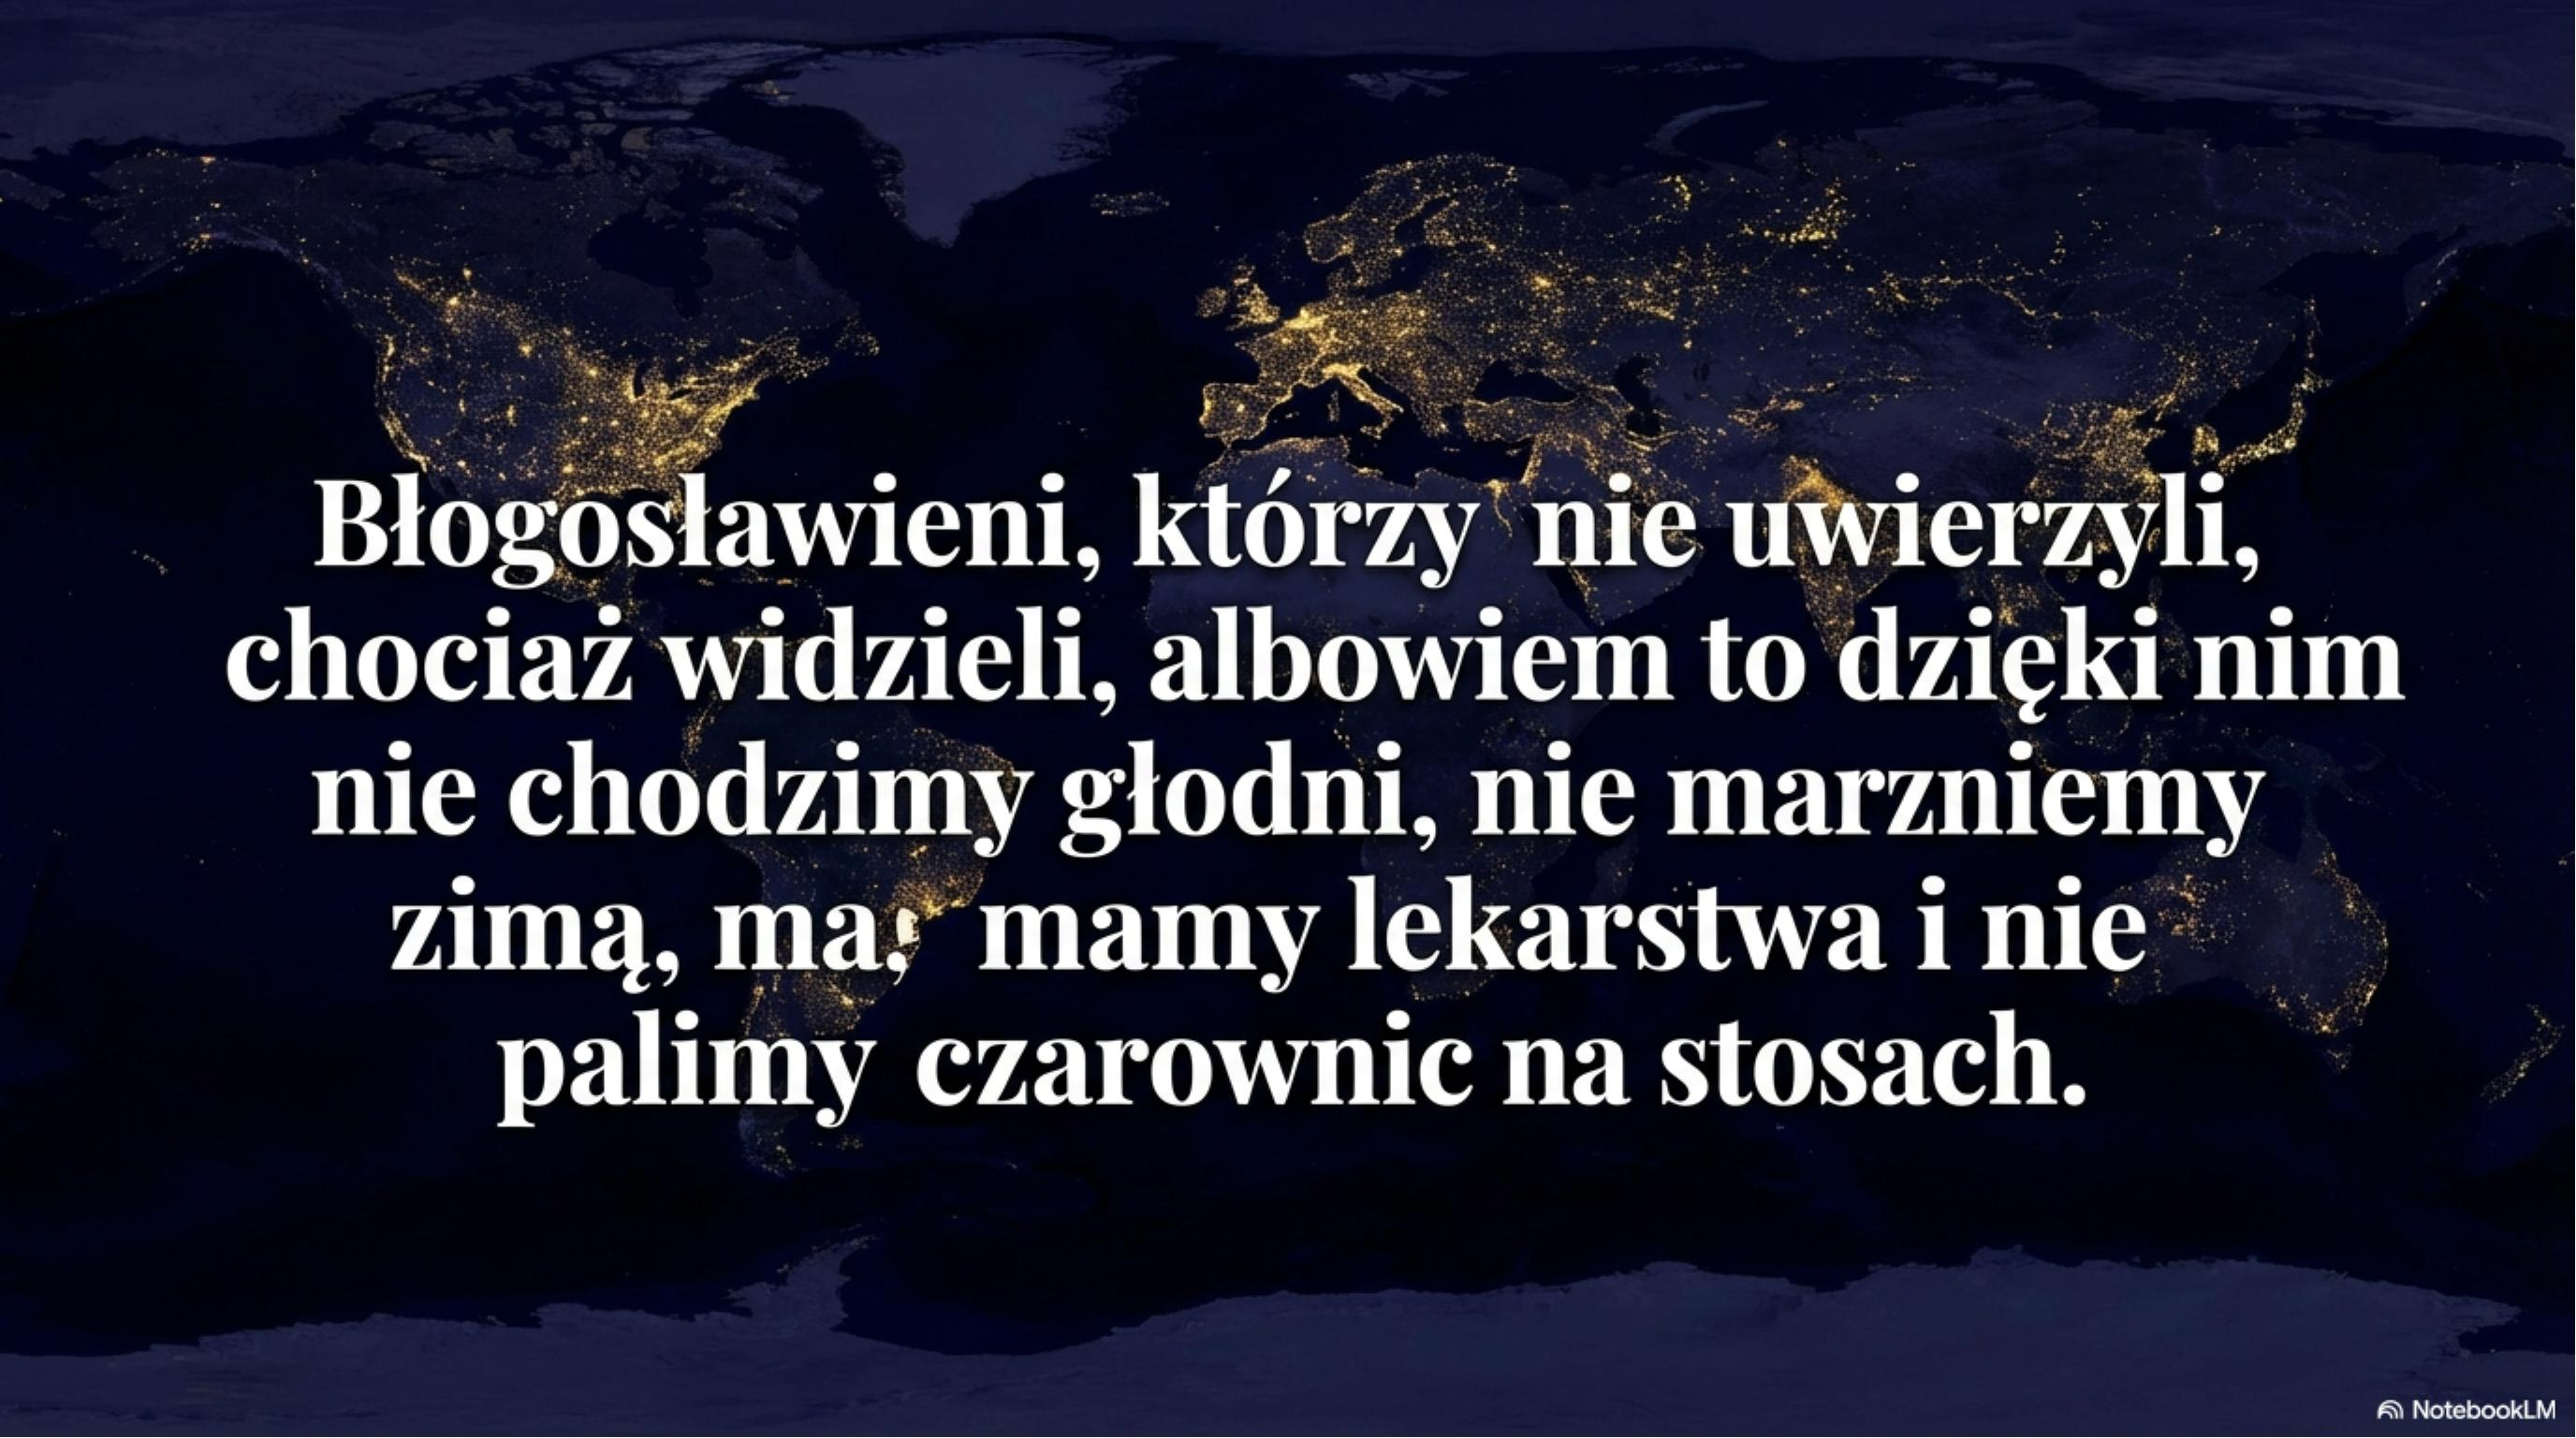 Błogosławieni, którzy nie uwierzyli,
chociaż widzieli, albowiem to dzięki nim
nie chodzimy głodni, nie marzniemy
zimą, ma, mamy lekarstwa i nie
palimy czarownic na stosach.
NotebookLM